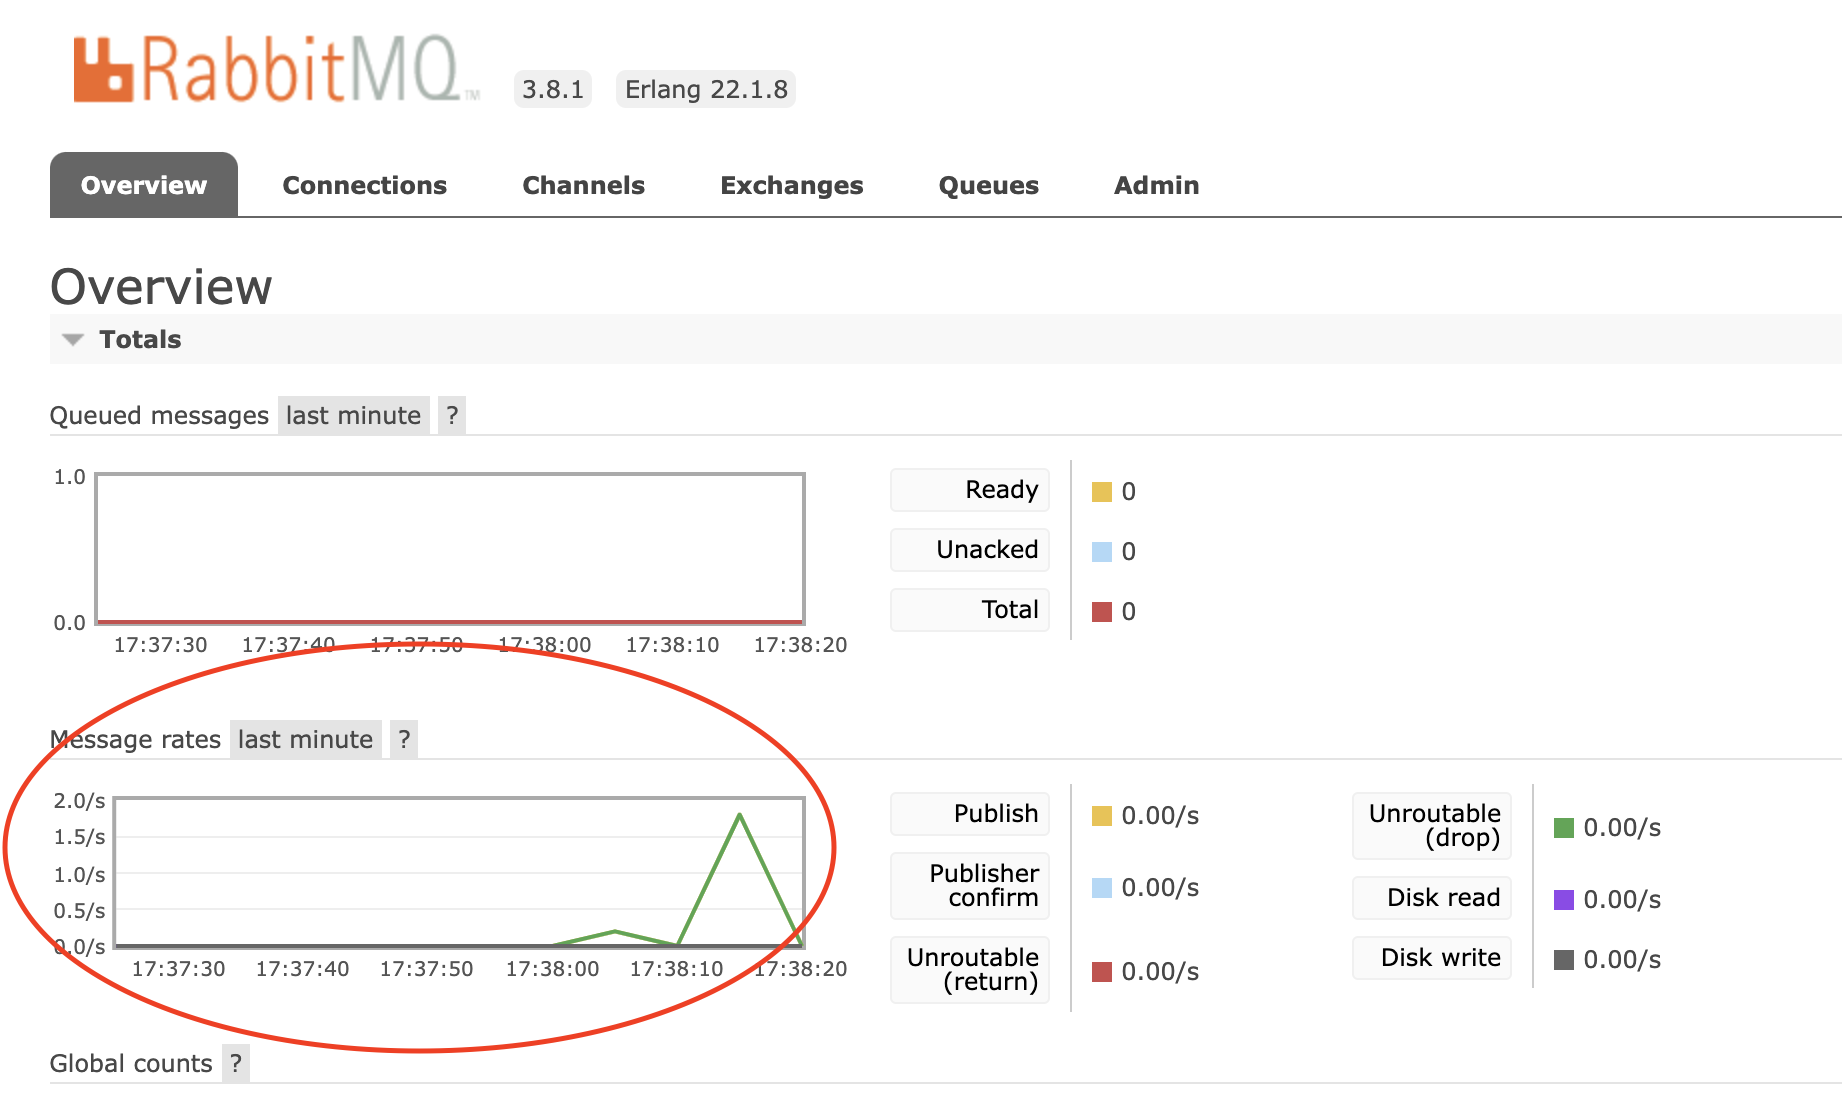 RabbitMQ TM 3.8.1 Erlang 22.1.8
Overview Connections Channels Exchanges Queues Admin
Overview
Totals
Queued messages last minute ?
1.0
0.0
17:37:30 17:37:40 17:37:50 17:38:00 17:38:10 17:38:20
Ready 0
Unacked 0
Total 0
Message rates last minute ?
2.0/s
1.5/s
1.0/s
0.5/s
0.0/s
17:37:30 17:37:40 17:37:50 17:38:00 17:38:10 17:38:20
Publish 0.00/s
Publisher
confirm 0.00/s
Unroutable
(return) 0.00/s
Unroutable
(drop) 0.00/s
Disk read 0.00/s
Disk write 0.00/s
Global counts ?